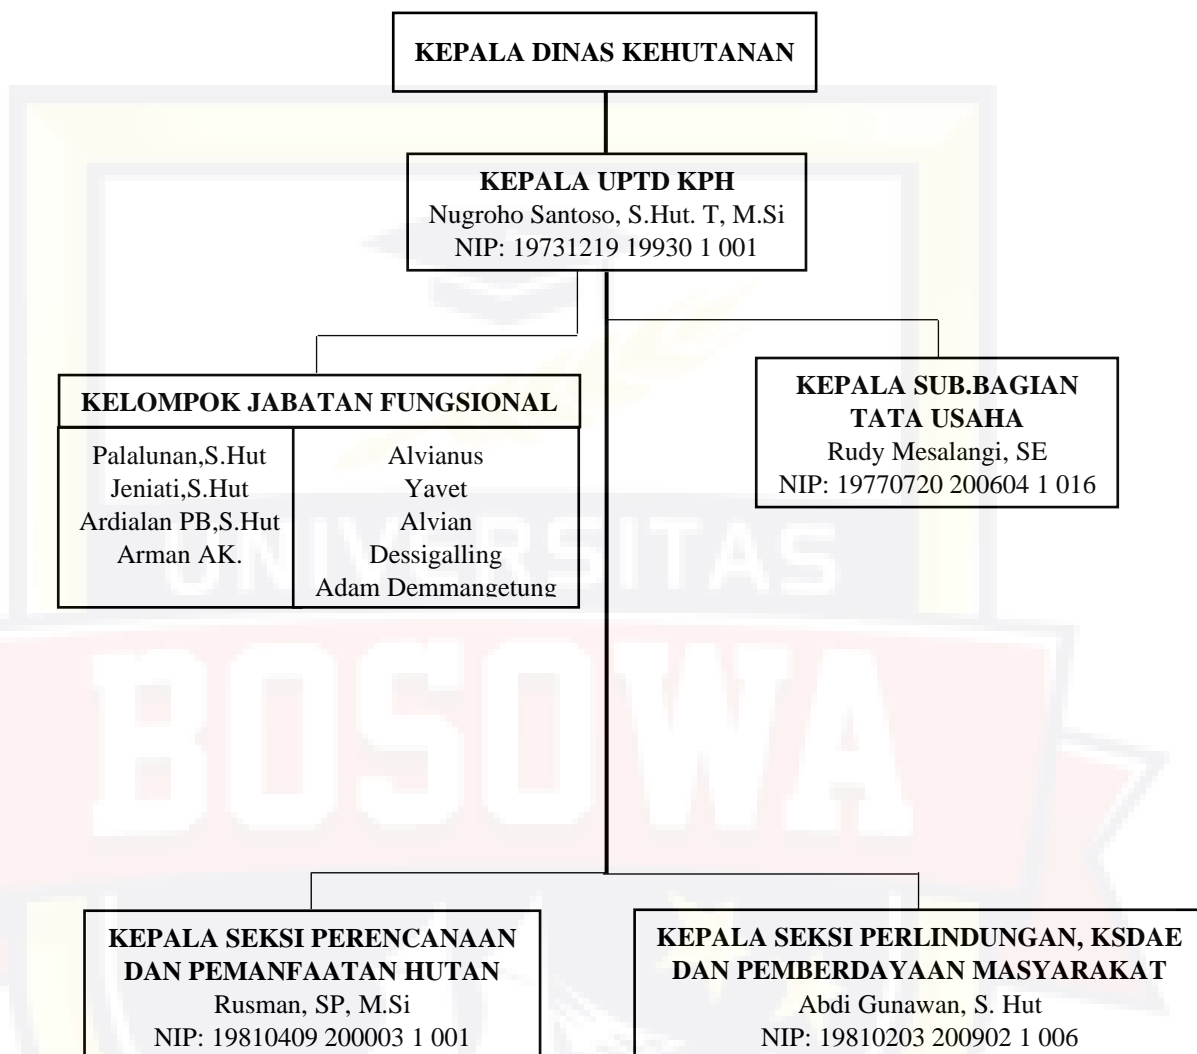 KEPALA DINAS KEHUTANAN
KEPALA UPTD KPH
Nugroho Santoso, S.Hut. T, M.Si
NIP: 19731219 19930 1 001
KELOMPOK JABATAN FUNGSIONAL
Palalunan,S.Hut
Jeniati,S.Hut
Ardialan PB,S.Hut
Arman AK.
Alvianus
Yavet
Alvian
Dessigalling
Adam Demmangetung
KEPALA SUB.BAGIAN
TATA USAHA
Rudy Mesalangi, SE
NIP: 19770720 200604 1 016
UNIVERSITAS
BOSOWA
KEPALA SEKSI PERENCANAAN
DAN PEMANFAATAN HUTAN
Rusman, SP, M.Si
NIP: 19810409 200003 1 001
KEPALA SEKSI PERLINDUNGAN, KSDAE
DAN PEMBERDAYAAN MASYARAKAT
Abdi Gunawan, S. Hut
NIP: 19810203 200902 1 006